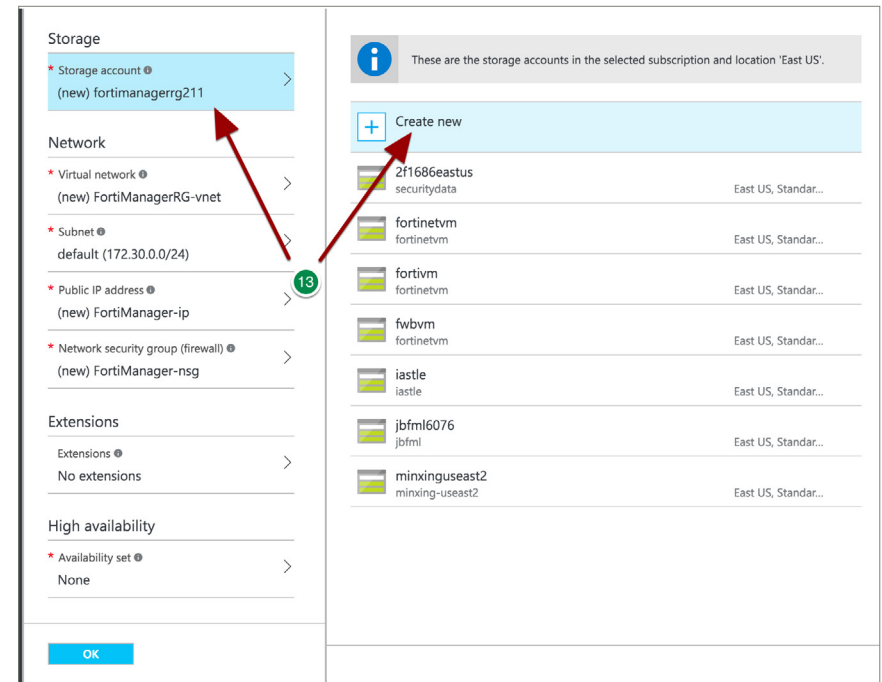 Storage
* Storage account
(new) fortimanagerrg211
Network
* Virtual network
(new) FortiManagerRG-vnet
* Subnet
default (172.30.0.0/24)
* Public IP address
(new) FortiManager-ip
* Network security group (firewall)
(new) FortiManager-nsg
Extensions
Extensions
No extensions
High availability
* Availability set
None
OK
13
These are the storage accounts in the selected subscription and location 'East US'.
Create new
2f1686eastus
securitydata East US, Standar...
fortinetvm
fortinetvm East US, Standar...
fortivm
fortinetvm East US, Standar...
fwbvm
fortinetvm East US, Standar...
iastle
iastle East US, Standar...
jbfml6076
jbfml East US, Standar...
minxinguseast2
minxing-useast2 East US, Standar...